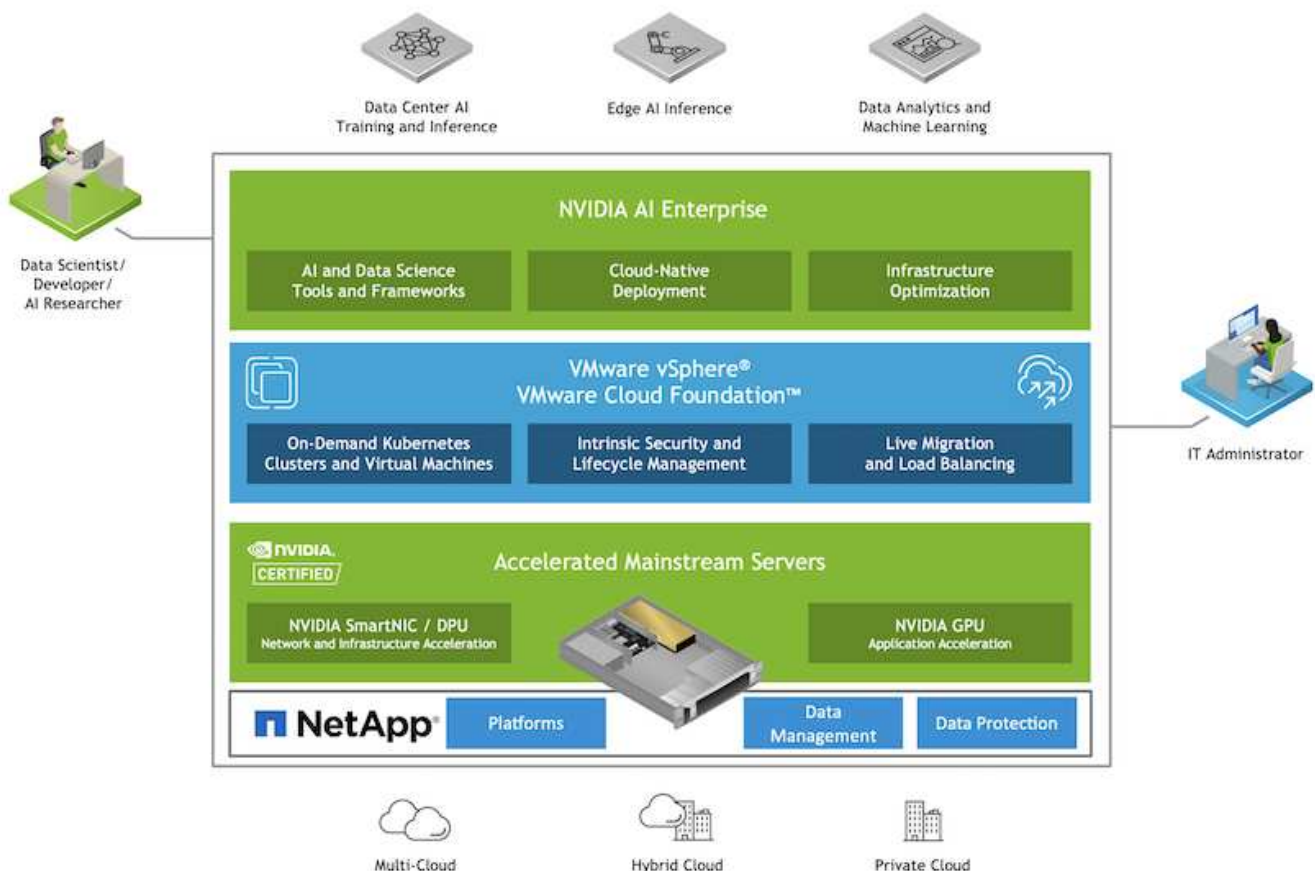 Data Center AI
Training and Inference
Edge AI Inference
Data Analytics and
Machine Learning
Data Scientist/
Developer/
AI Researcher
NVIDIA AI Enterprise
AI and Data Science
Tools and Frameworks
Cloud-Native
Deployment
Infrastructure
Optimization
VMware vSphere®
VMware Cloud Foundation™
On-Demand Kubernetes
Clusters and Virtual Machines
Intrinsic Security and
Lifecycle Management
Live Migration
and Load Balancing
IT Administrator
NVIDIA.
CERTIFIED
Accelerated Mainstream Servers
NVIDIA SmartNIC / DPU
Network and Infrastructure Acceleration
NVIDIA GPU
Application Acceleration
NetApp®
Platforms
Data
Management
Data Protection
Multi-Cloud
Hybrid Cloud
Private Cloud